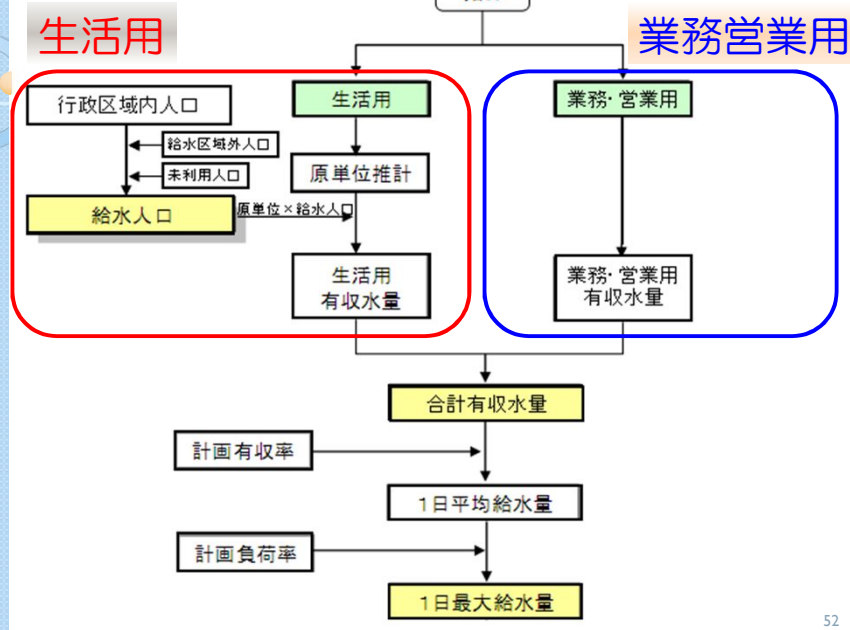 生活用
業務営業用
行政区域内人口
給水区域外人口
未利用人口
給水人口
原単位×給水人口
生活用
原単位推計
生活用
有収水量
業務・営業用
業務・営業用
有収水量
合計有収水量
計画有収率
1日平均給水量
計画負荷率
1日最大給水量
52